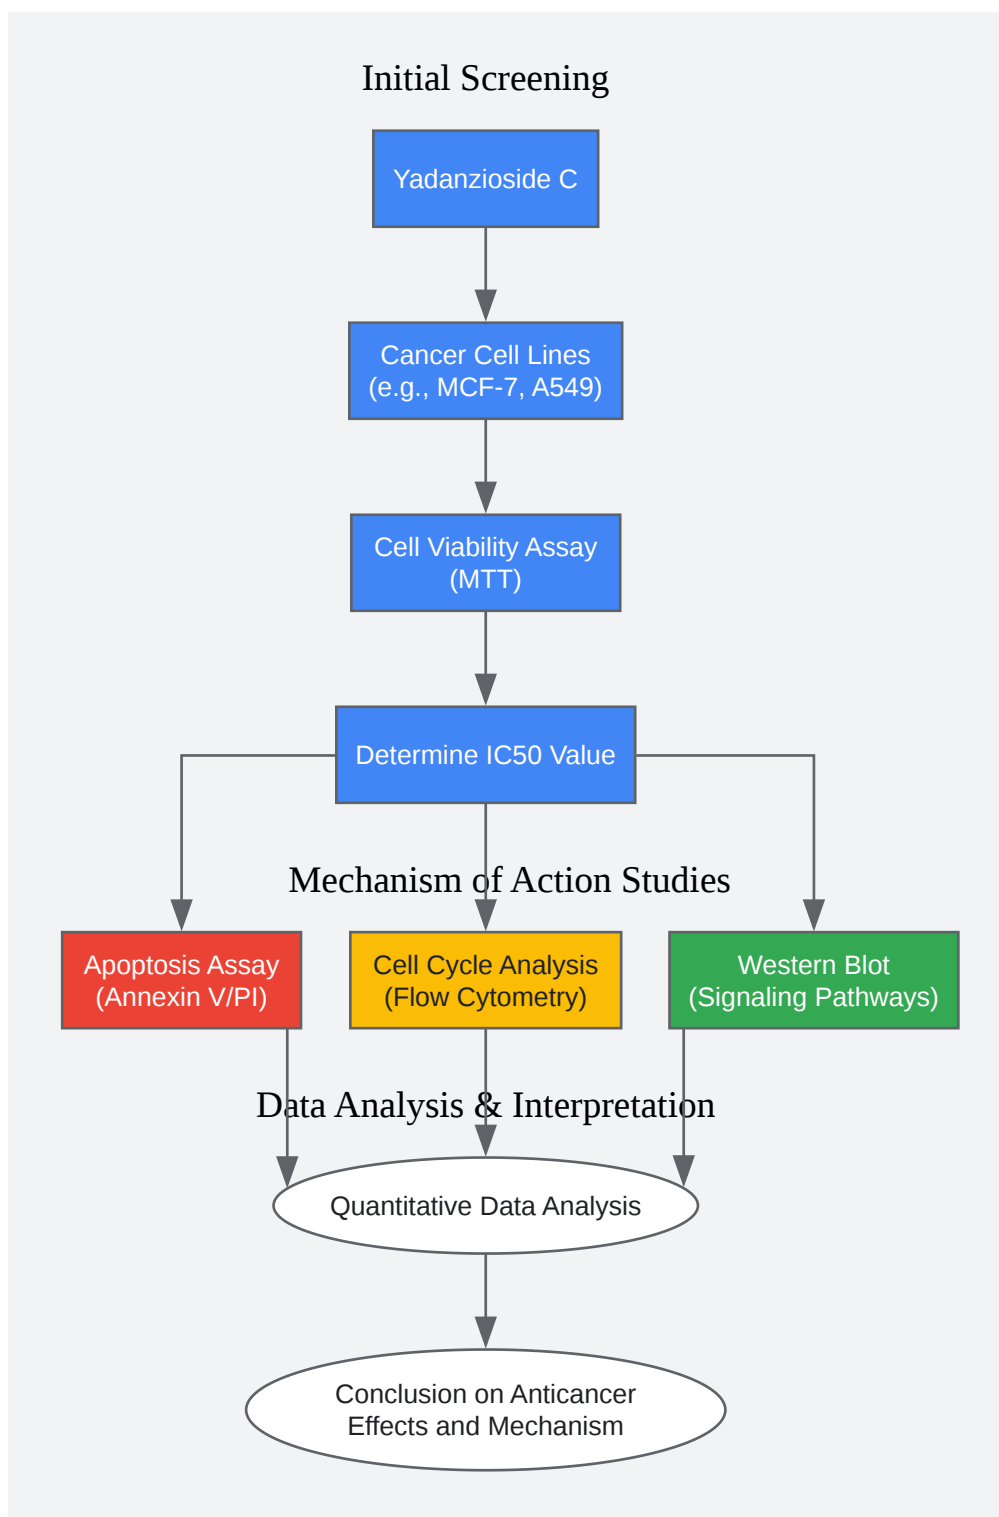 Initial Screening
Yadanzioside C
Cancer Cell Lines
(e.g., MCF-7, A549)
Cell Viability Assay
(MTT)
Determine IC50 Value
Mechanism of Action Studies
Apoptosis Assay
(Annexin V/PI)
Cell Cycle Analysis
(Flow Cytometry)
Western Blot
(Signaling Pathways)
Data Analysis & Interpretation
Quantitative Data Analysis
Conclusion on Anticancer
Effects and Mechanism